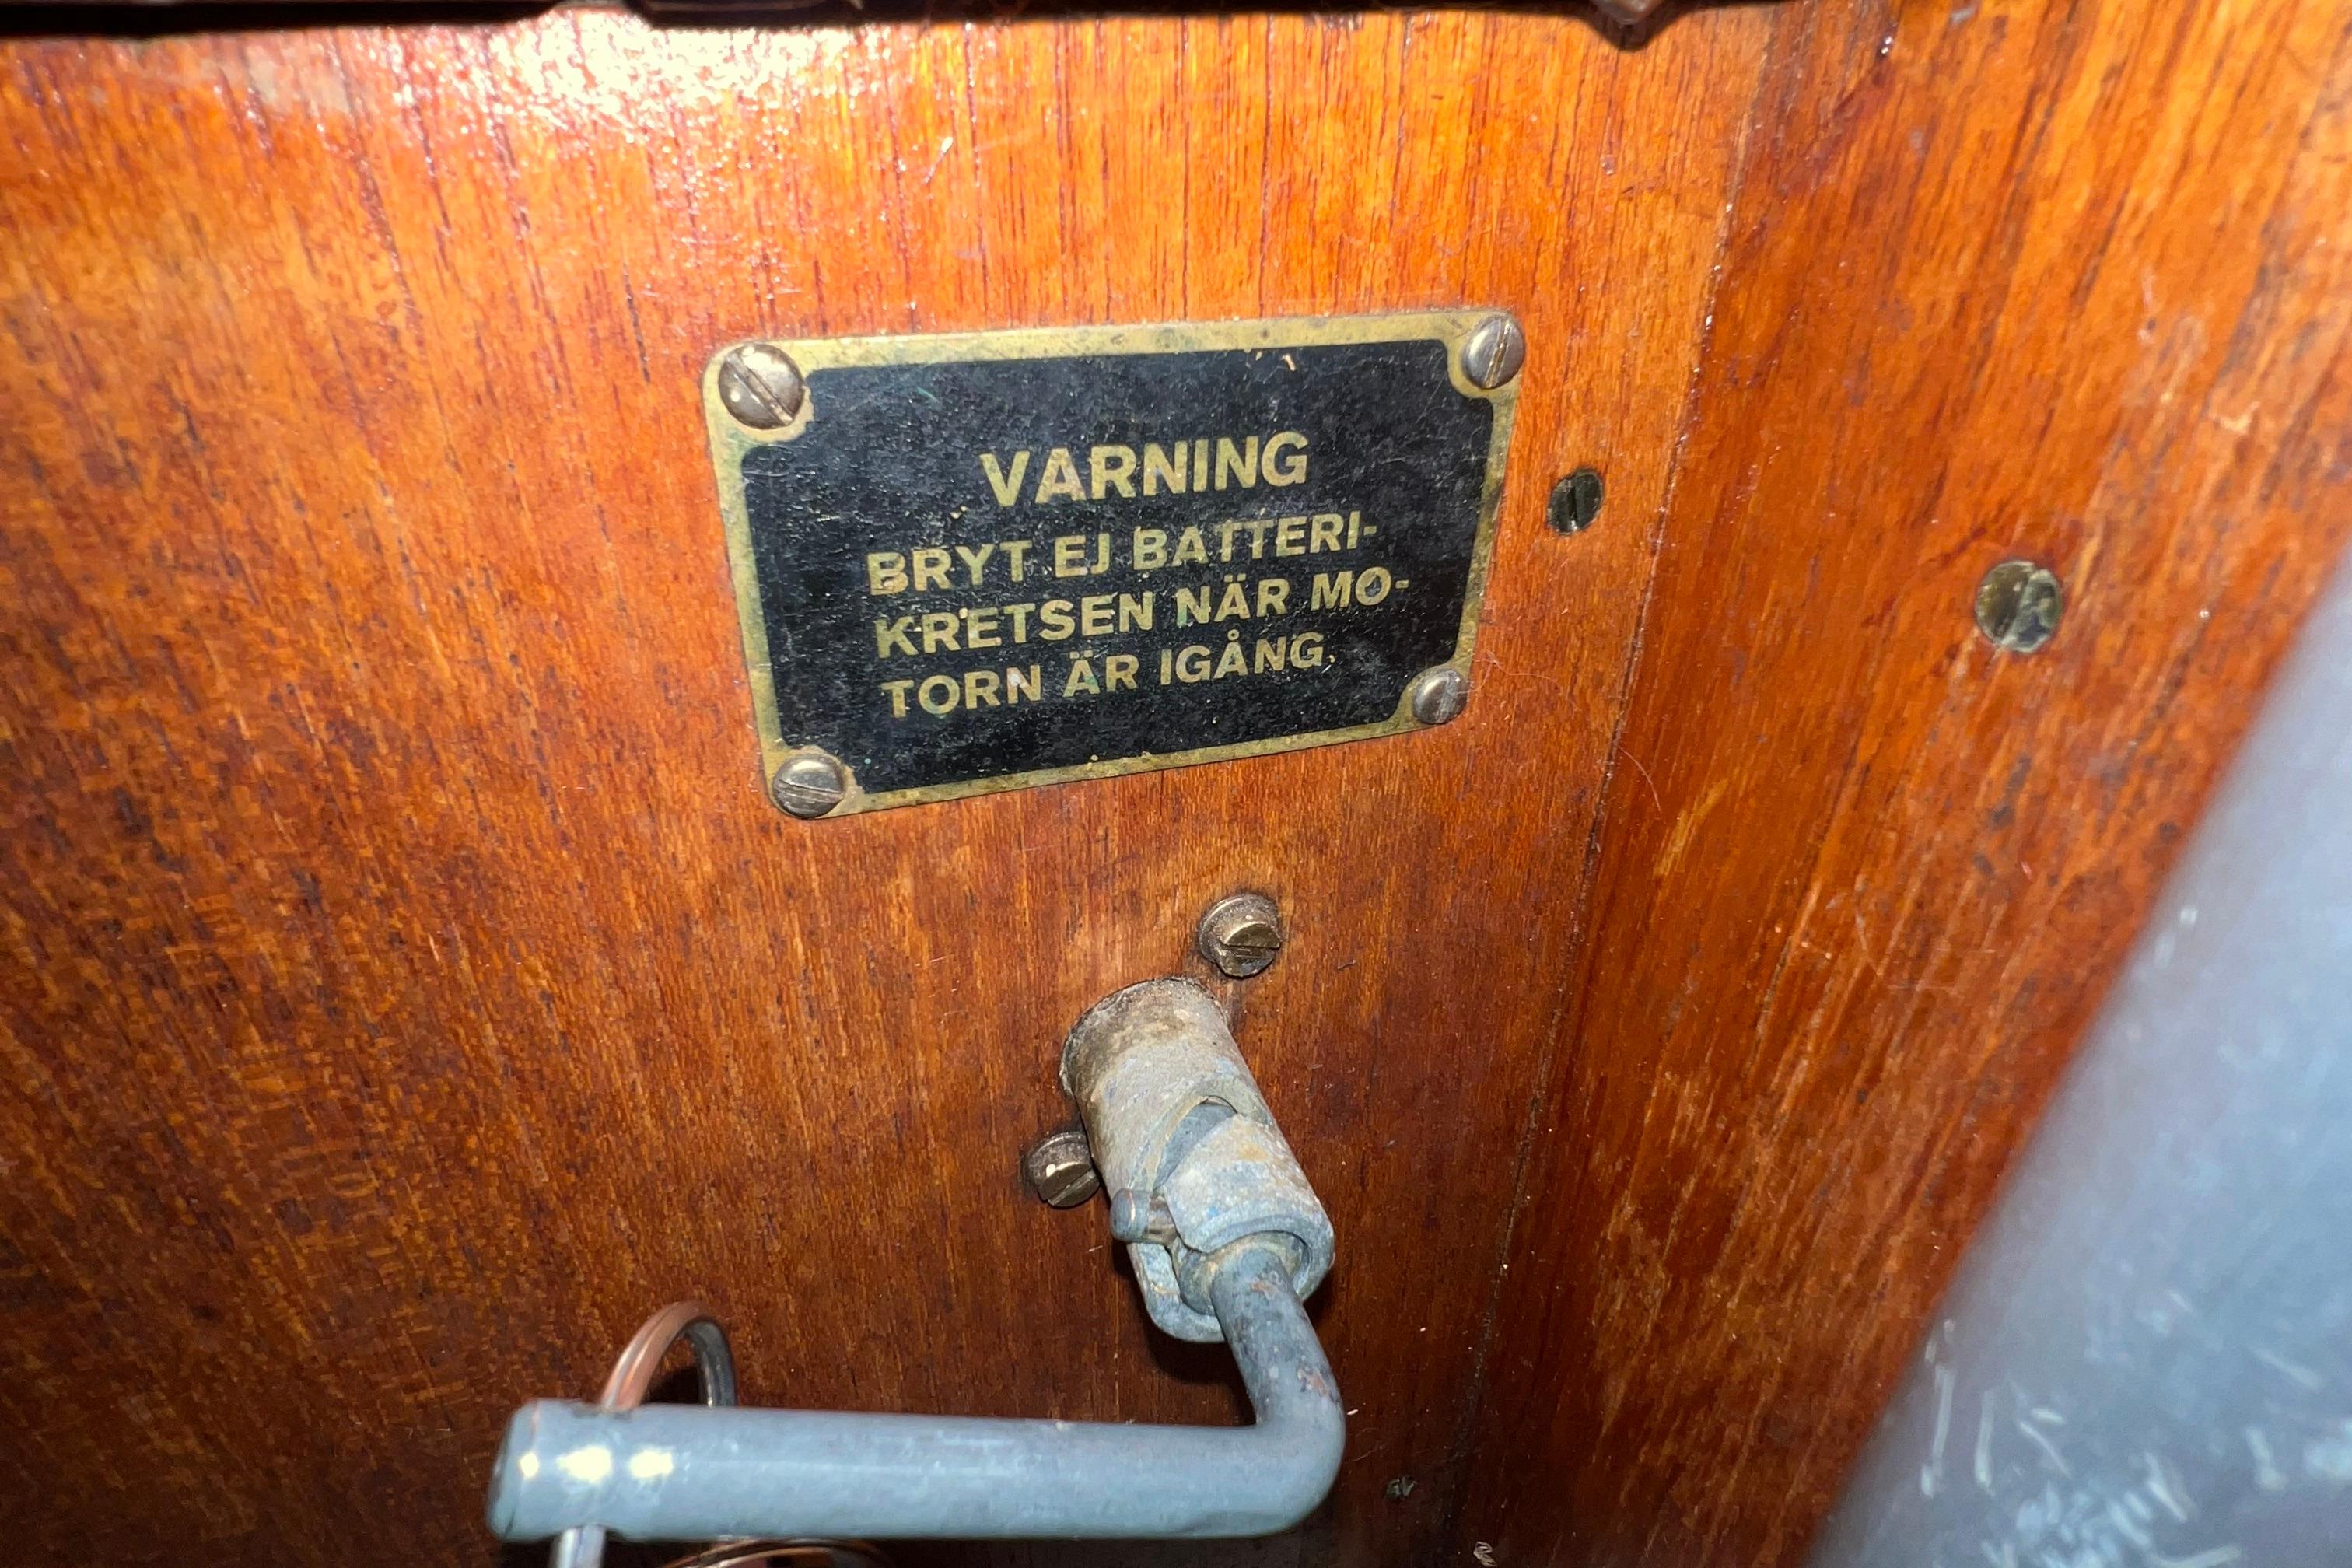 VARNING
BRYT EJ BATTERI-
KRETSEN NÄR MO-
TORN ÄR IGÅNG.